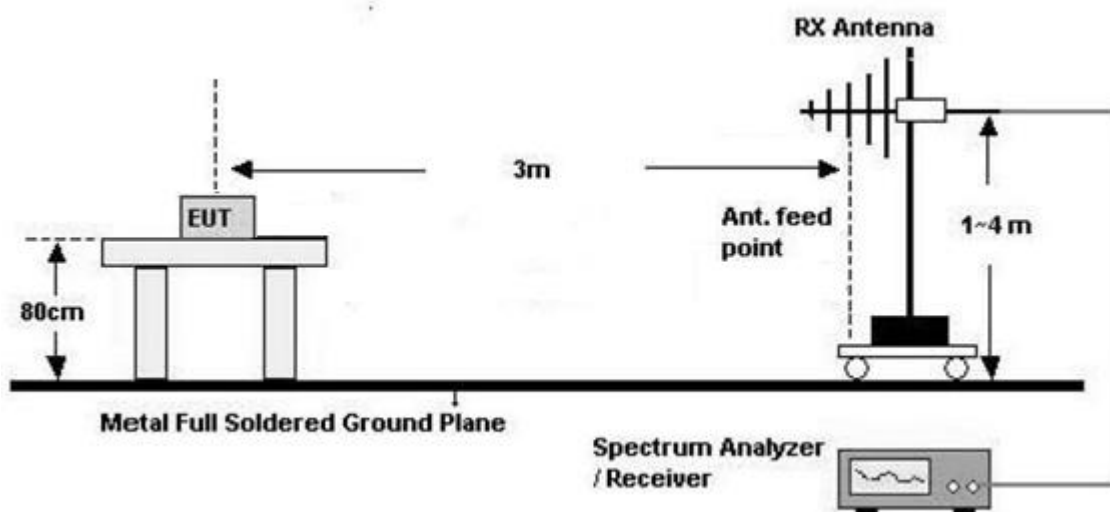 RX Antenna
3m
EUT
Ant. feed
point
1~4 m
80cm
Metal Full Soldered Ground Plane
Spectrum Analyzer
/ Receiver